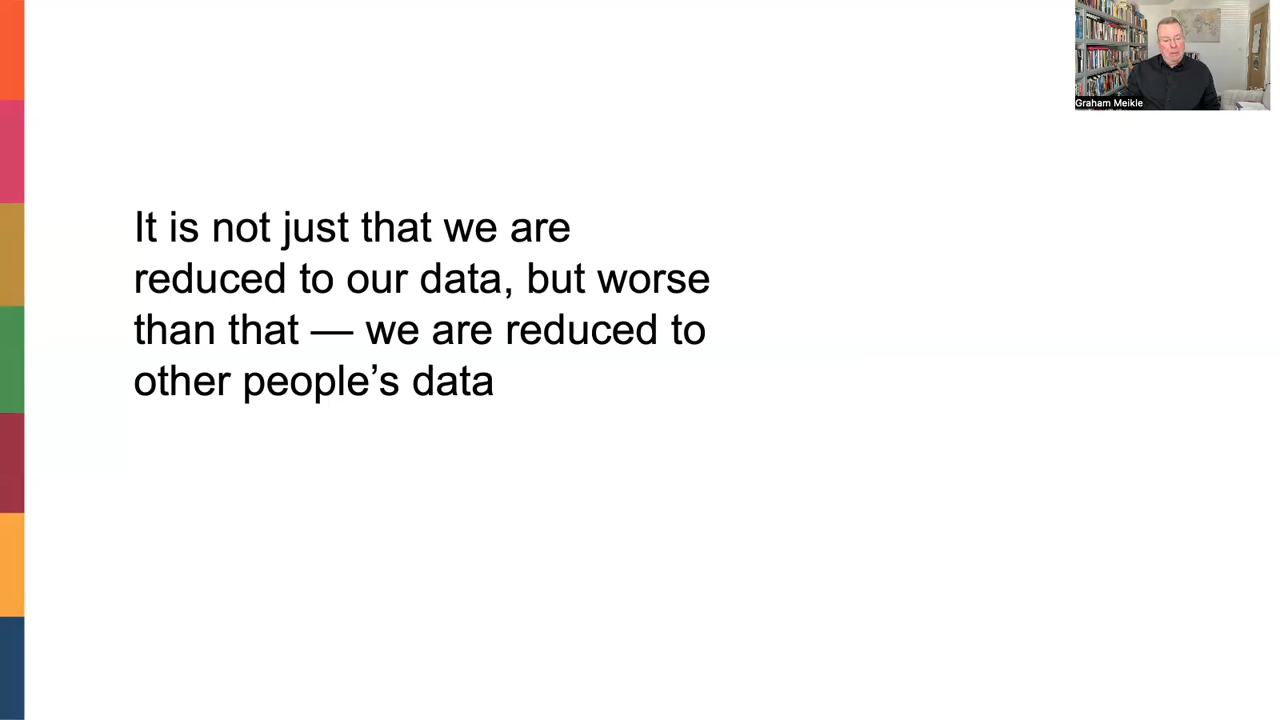 Graham Meikle
It is not just that we are
reduced to our data, but worse
than that — we are reduced to
other people’s data